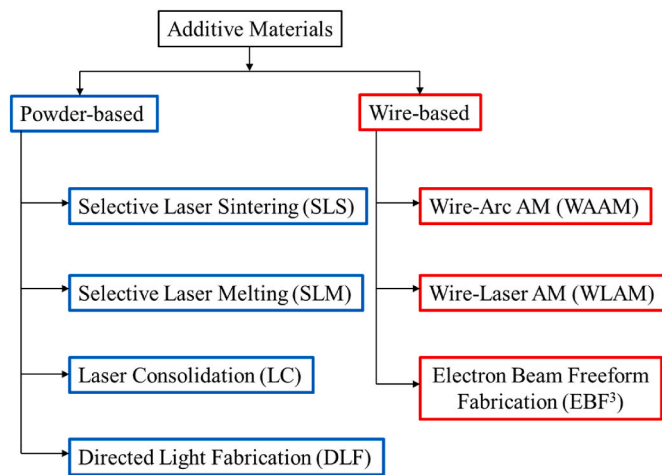 Additive Materials
Powder-based
Wire-based
Selective Laser Sintering (SLS)
Wire-Arc AM (WAAM)
Selective Laser Melting (SLM)
Wire-Laser AM (WLAM)
Laser Consolidation (LC)
Electron Beam Freeform
Fabrication (EBF³)
Directed Light Fabrication (DLF)